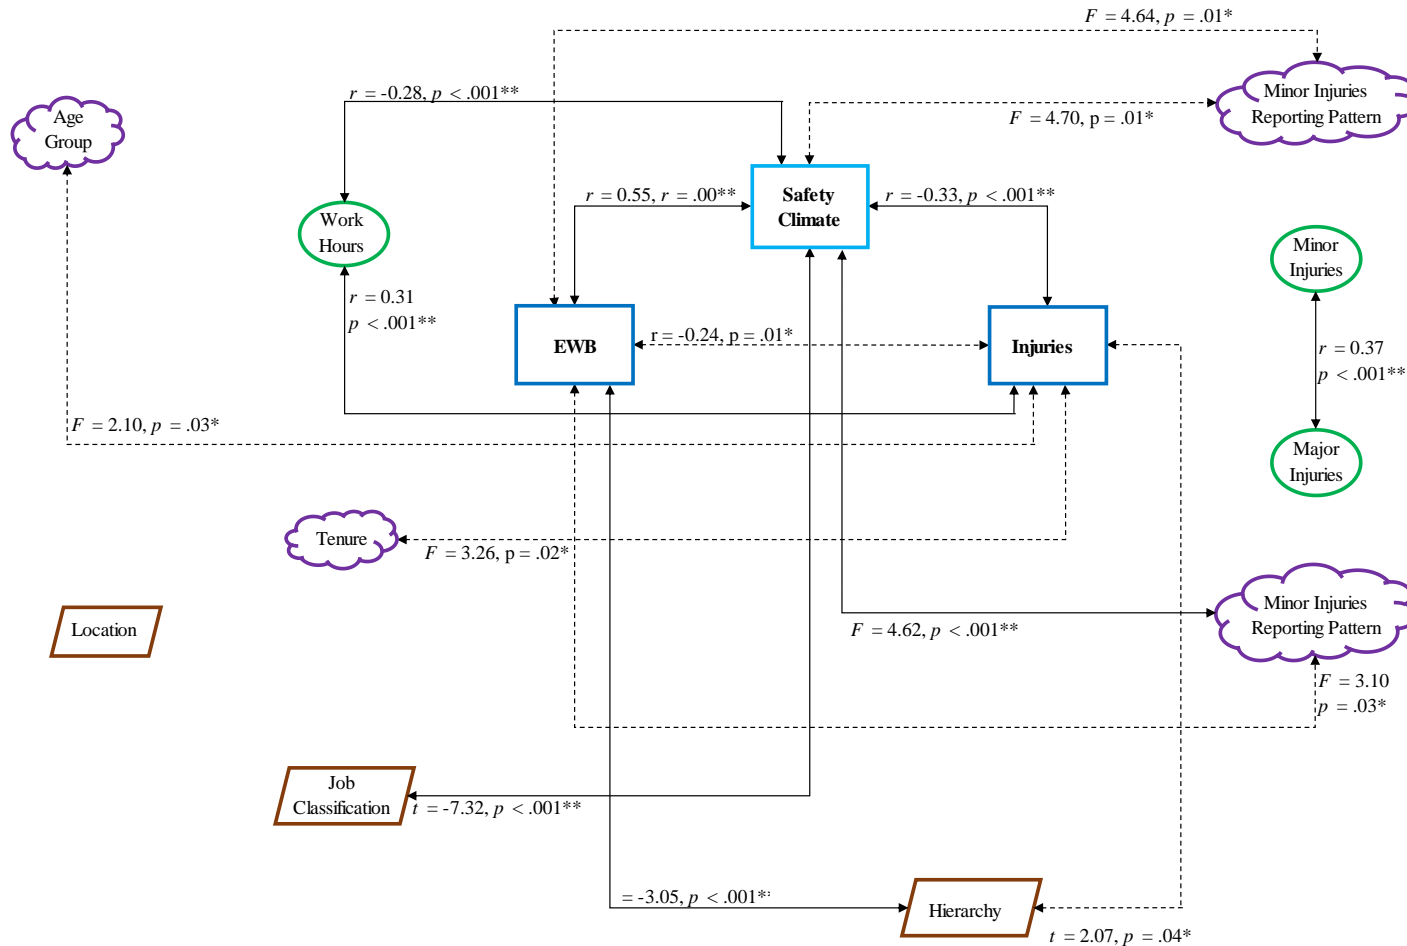 F = 4.64, p = .01*
Minor Injuries
Reporting Pattern
r = -0.28, p < .001**
F = 4.70, p = .01*
Age
Group
Safety
Climate
r = 0.55, r = .00**
r = -0.33, p < .001**
Work
Hours
Minor
Injuries
r = 0.31
p < .001**
EWB
r = -0.24, p = .01*
Injuries
r = 0.37
p < .001**
F = 2.10, p = .03*
Major
Injuries
Tenure
F = 3.26, p = .02*
Minor Injuries
Reporting Pattern
Location
F = 4.62, p < .001**
F = 3.10
p = .03*
Job
Classification
t = -7.32, p < .001**
= -3.05, p < .001**
Hierarchy
t = 2.07, p = .04*